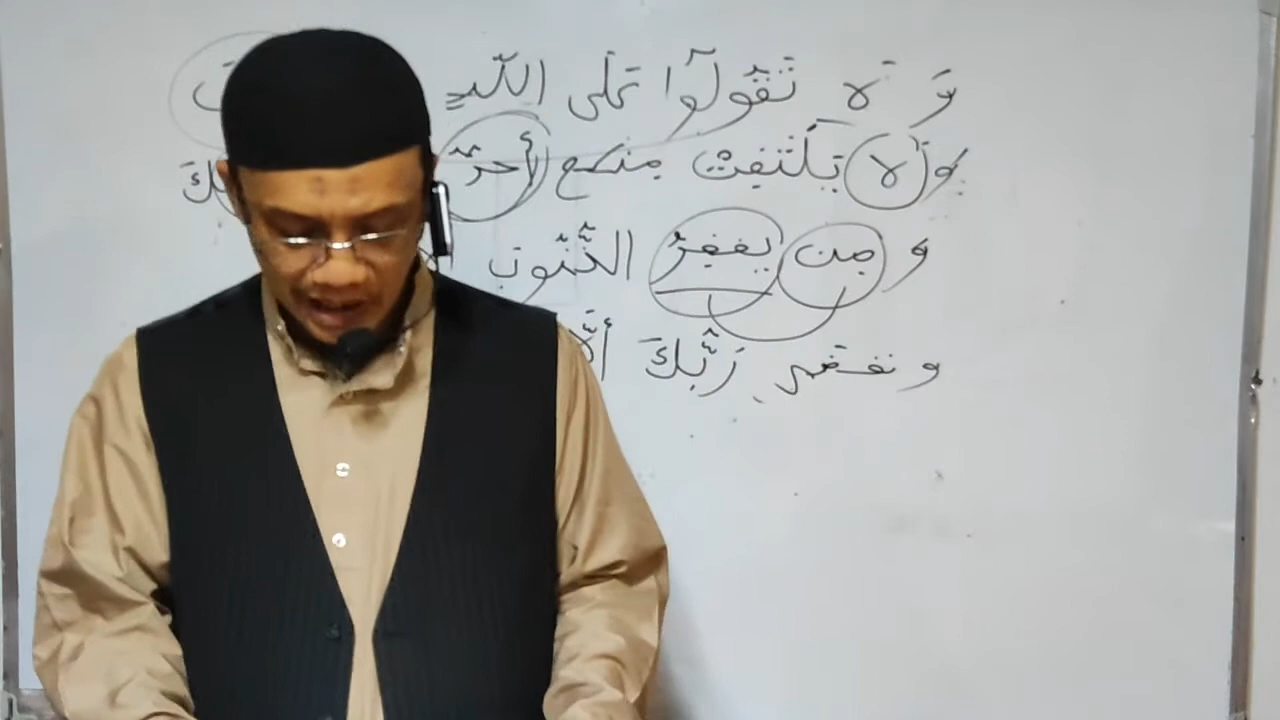 وَ لَا تَقُولُوا عَلَى اللّٰهِ
وَلَا يَلْتَفِتْ مِنكُم أَحَدٌ
و مَن يَغْفِرُ الذُّنُوبَ
و قَضَى رَبُّكَ أَلَّا